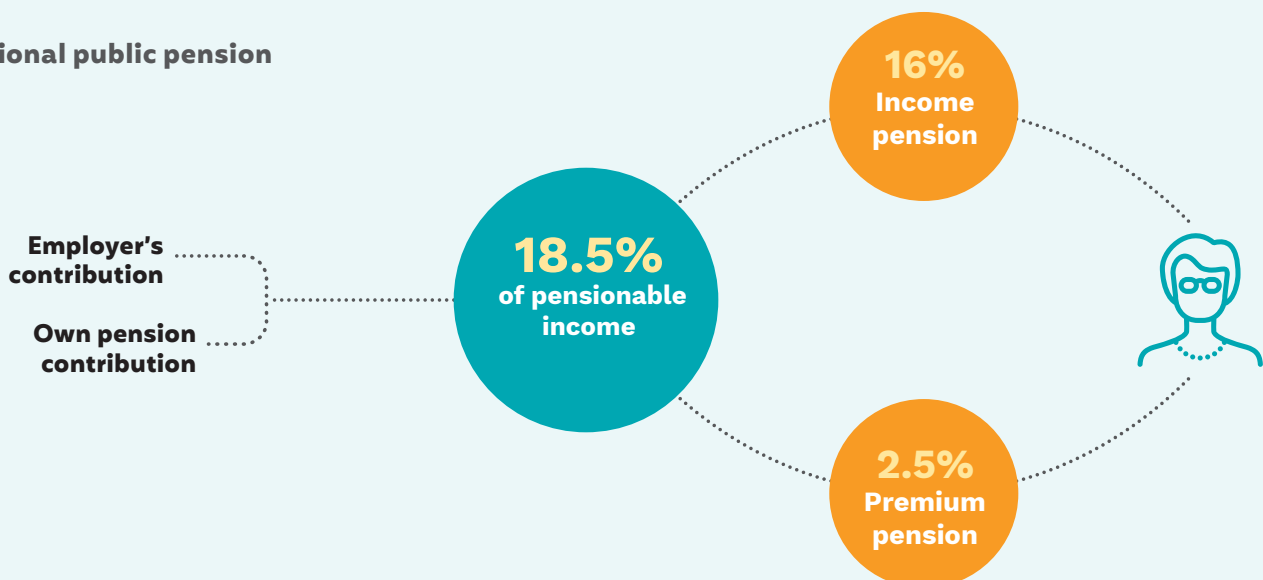 public pension
Employer's
contribution
Own pension
contribution
18.5%
of pensionable
income
16%
Income
pension
2.5%
Premium
pension